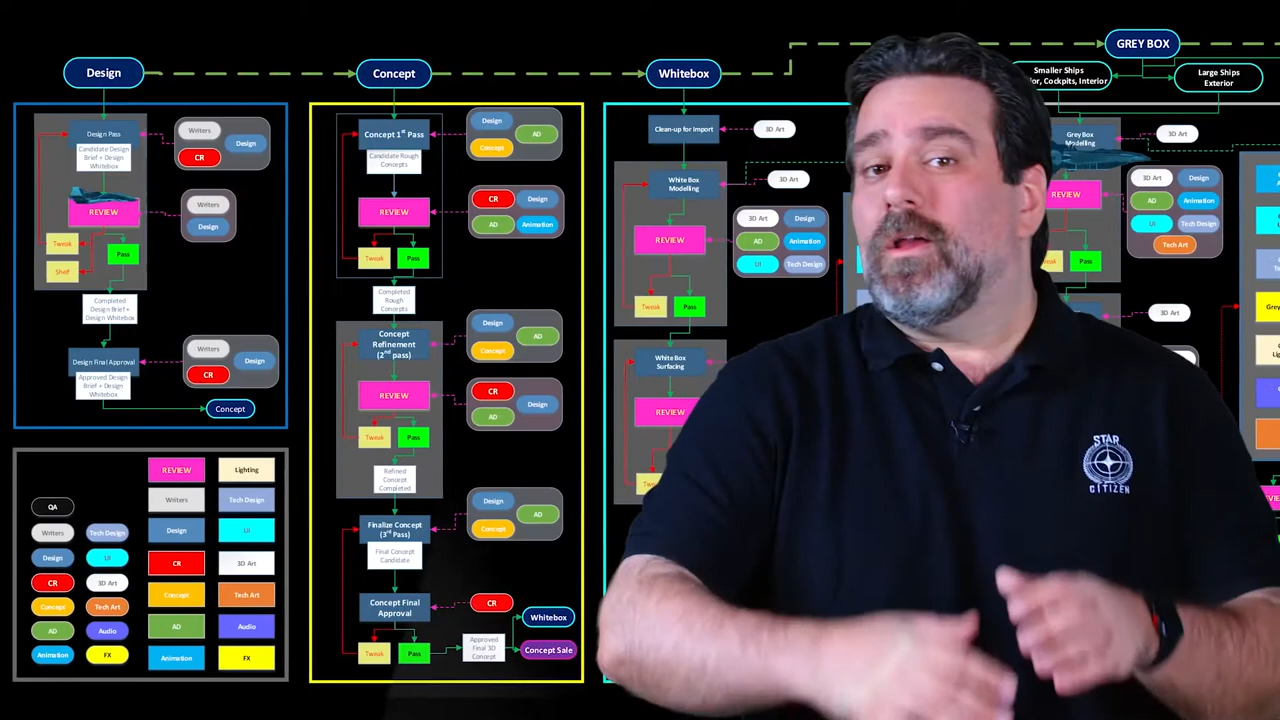 Design
Concept
Whitebox
GREY BOX
Smaller Ships
Cockpits, Interior
Large Ships
Exterior
Design Pass
Candidate Design
Brief + Design
Whitebox
Writers
CR
Design
REVIEW
Writers
Design
Tweak
Pass
Shelf
Completed
Design Brief +
Design Whitebox
Design Final Approval
Approved Design
Brief + Design
Whitebox
Writers
CR
Design
Concept
QA
Writers
Tech Design
Design
UI
CR
3D Art
Concept
Tech Art
AD
Audio
Animation
FX
REVIEW
Lighting
Writers
Tech Design
Design
UI
CR
3D Art
Concept
Tech Art
AD
Audio
Animation
FX
Concept 1st Pass
Candidate Rough
Concepts
Design
AD
Concept
REVIEW
CR
Design
AD
Animation
Tweak
Pass
Completed
Rough
Concepts
Concept
Refinement
(2nd pass)
Design
AD
Concept
REVIEW
CR
Design
AD
Tweak
Pass
Refined
Concept
Completed
Finalize Concept
(3rd Pass)
Final Concept
Candidate
Design
AD
Concept
Concept Final
Approval
CR
Tweak
Pass
Approved
Final 3D
Concept
Whitebox
Concept Sale
Clean-up for Import
3D Art
White Box
Modelling
3D Art
REVIEW
3D Art
Design
AD
Animation
UI
Tech Design
Tweak
Pass
White Box
Surfacing
REVIEW
Grey Box
Modelling
3D Art
REVIEW
3D Art
Design
AD
Animation
UI
Tech Design
Tech Art
Pass
3D Art
STAR
CITIZEN